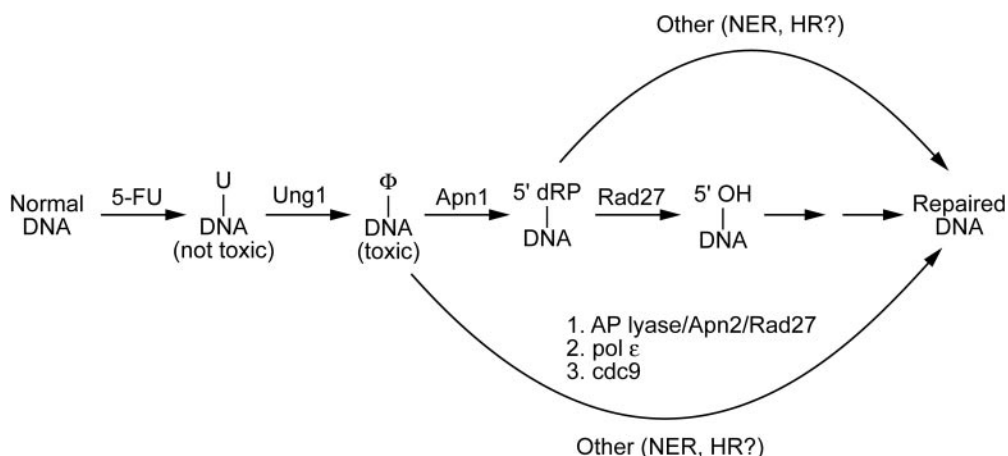 Other (NER, HR?)
Normal
DNA
5-FU
U
DNA
(not toxic)
Ung1
Φ
DNA
(toxic)
Apn1
5' dRP
DNA
Rad27
5' OH
DNA
Repaired
DNA
1. AP lyase/Apn2/Rad27
2. pol ε
3. cdc9
Other (NER, HR?)